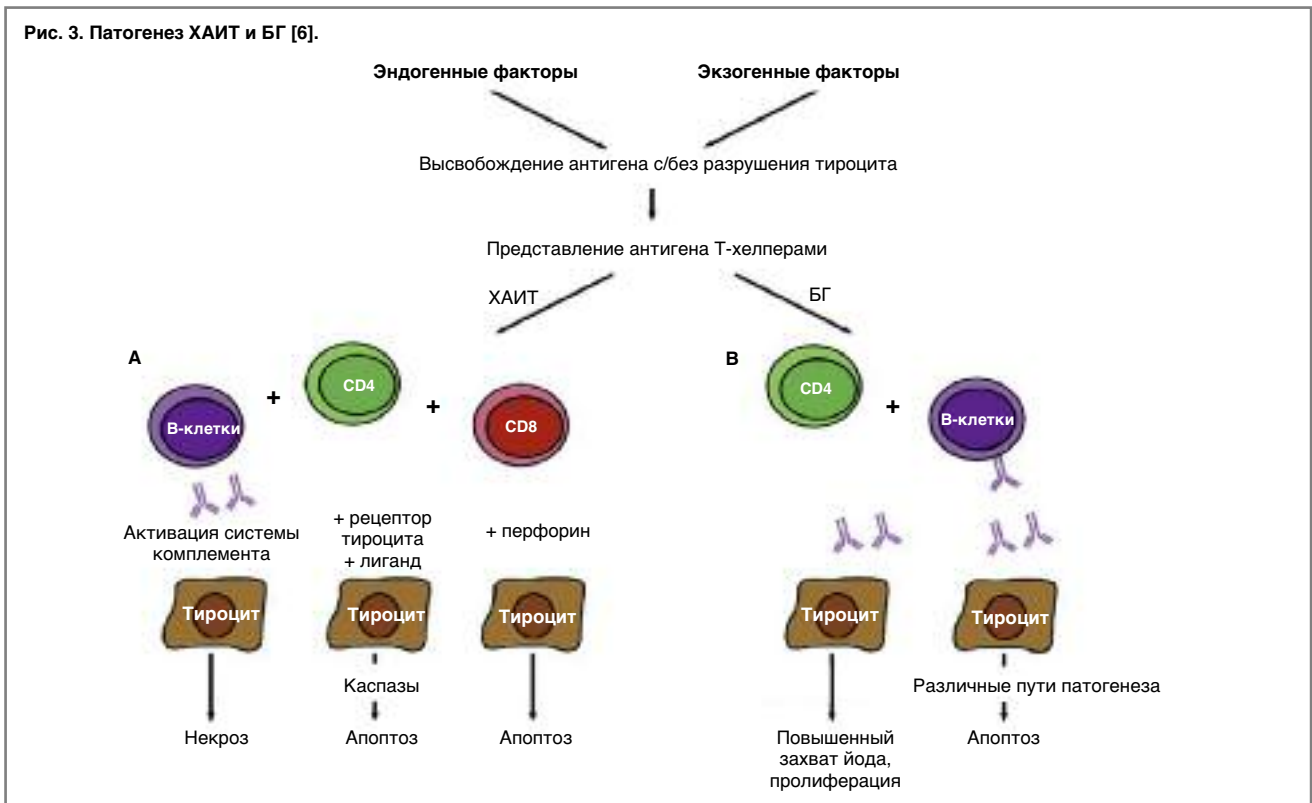 Рис. 3. Патогенез ХАИТ и БГ [6].
Эндогенные факторы
Экзогенные факторы
Высвобождение антигена с/без разрушения тироцита
Представление антигена Т-хелперами
ХАИТ
БГ
А
В-клетки
+
CD4
+
CD8
В
CD4
+
В-клетки
Активация системы
комплемента
+ рецептор
тироцита
+ лиганд
+ перфорин
Тироцит
Тироцит
Тироцит
Тироцит
Тироцит
Каспазы
Различные пути патогенеза
Некроз
Апоптоз
Апоптоз
Повышенный
захват йода,
пролиферация
Апоптоз